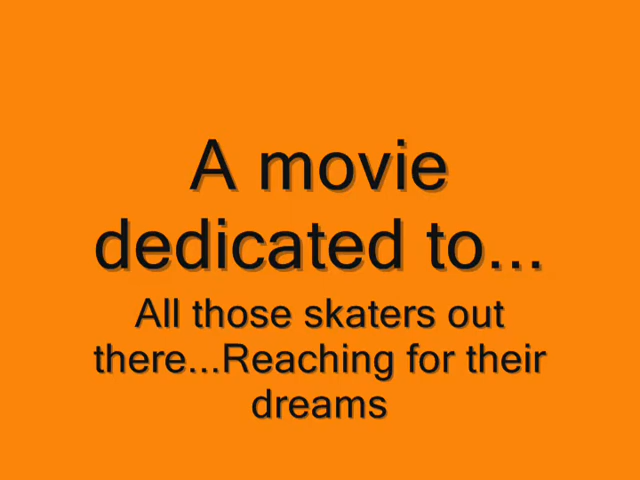 A movie
dedicated to...
All those skaters out
there...Reaching for their
dreams